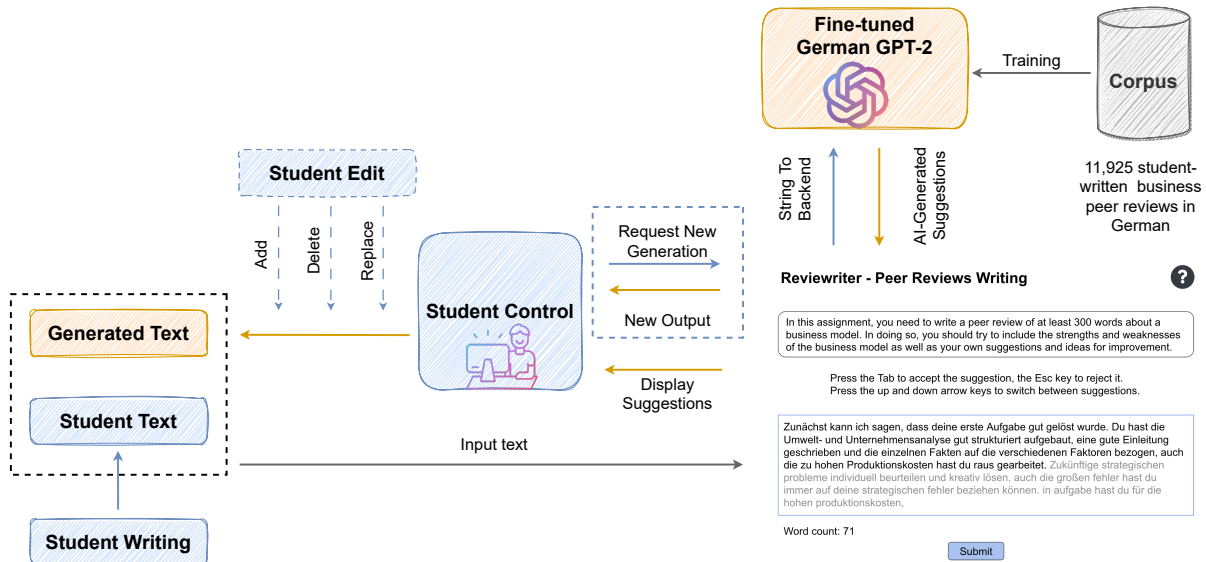 Fine-tuned
German GPT-2
Training
Corpus
11,925 student-
written business
peer reviews in
German
String To
Backend
AI-Generated
Suggestions
Student Edit
Add
Delete
Replace
Request New
Generation
New Output
Student Control
Display
Suggestions
Generated Text
Student Text
Input text
Student Writing
Reviewriter - Peer Reviews Writing
?
In this assignment, you need to write a peer review of at least 300 words about a
business model. In doing so, you should try to include the strengths and weaknesses
of the business model as well as your own suggestions and ideas for improvement.
Press the Tab to accept the suggestion, the Esc key to reject it.
Press the up and down arrow keys to switch between suggestions.
Zunächst kann ich sagen, dass deine erste Aufgabe gut gelöst wurde. Du hast die
Umwelt- und Unternehmensanalyse gut strukturiert aufgebaut, eine gute Einleitung
geschrieben und die einzelnen Fakten auf die verschiedenen Faktoren bezogen, auch
die zu hohen Produktionskosten hast du raus gearbeitet. Zukünftige strategischen
probleme individuell beurteilen und kreativ lösen, auch die großen fehler hast du
immer auf deine strategischen fehler beziehen können. in aufgabe hast du für die
hohen produktionskosten,
Word count: 71
Submit